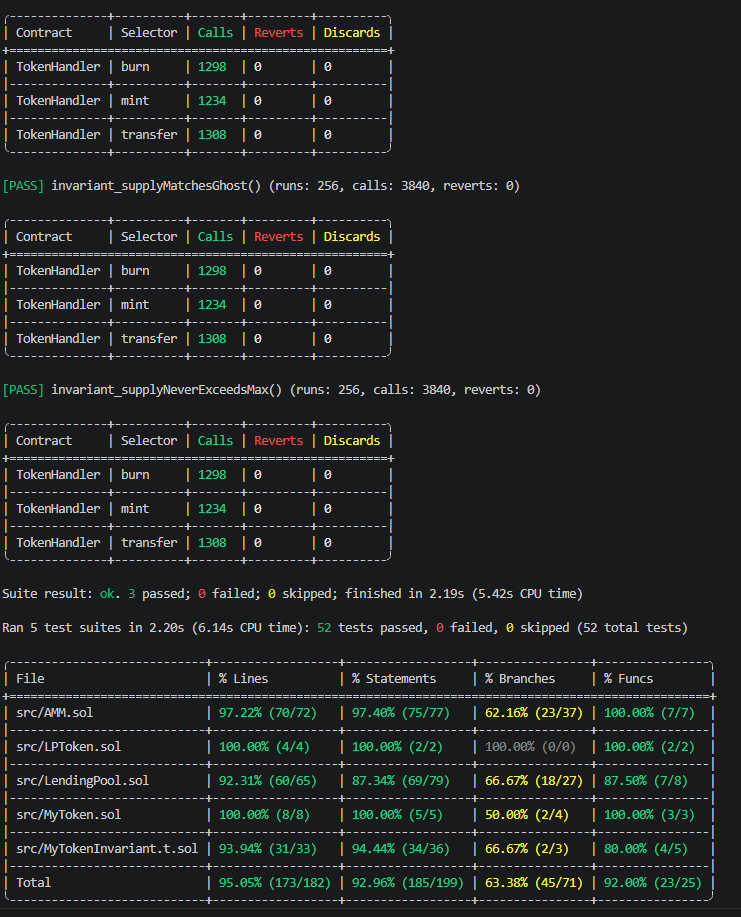 | Contract | Selector | Calls | Reverts | Discards |
| TokenHandler | burn | 1298 | 0 | 0 |
| TokenHandler | mint | 1234 | 0 | 0 |
| TokenHandler | transfer | 1308 | 0 | 0 |
[PASS] invariant_supplyMatchesGhost() (runs: 256, calls: 3840, reverts: 0)
| Contract | Selector | Calls | Reverts | Discards |
| TokenHandler | burn | 1298 | 0 | 0 |
| TokenHandler | mint | 1234 | 0 | 0 |
| TokenHandler | transfer | 1308 | 0 | 0 |
[PASS] invariant_supplyNeverExceedsMax() (runs: 256, calls: 3840, reverts: 0)
| Contract | Selector | Calls | Reverts | Discards |
| TokenHandler | burn | 1298 | 0 | 0 |
| TokenHandler | mint | 1234 | 0 | 0 |
| TokenHandler | transfer | 1308 | 0 | 0 |
Suite result: ok. 3 passed; 0 failed; 0 skipped; finished in 2.19s (5.42s CPU time)
Ran 5 test suites in 2.20s (6.14s CPU time): 52 tests passed, 0 failed, 0 skipped (52 total tests)
| File | % Lines | % Statements | % Branches | % Funcs |
| src/AMM.sol | 97.22% (70/72) | 97.40% (75/77) | 62.16% (23/37) | 100.00% (7/7) |
| src/LPToken.sol | 100.00% (4/4) | 100.00% (2/2) | 100.00% (0/0) | 100.00% (2/2) |
| src/LendingPool.sol | 92.31% (60/65) | 87.34% (69/79) | 66.67% (18/27) | 87.50% (7/8) |
| src/MyToken.sol | 100.00% (8/8) | 100.00% (5/5) | 50.00% (2/4) | 100.00% (3/3) |
| src/MyTokenInvariant.t.sol | 93.94% (31/33) | 94.44% (34/36) | 66.67% (2/3) | 80.00% (4/5) |
| Total | 95.05% (173/182) | 92.96% (185/199) | 63.38% (45/71) | 92.00% (23/25) |